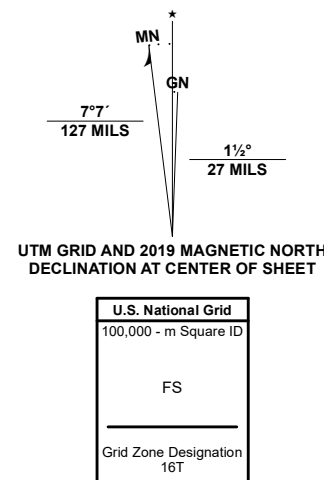 ★
MN
GN
7°7´
127 MILS
1½°
27 MILS
UTM GRID AND 2019 MAGNETIC NORTH
DECLINATION AT CENTER OF SHEET
U.S. National Grid
100,000 - m Square ID
FS
Grid Zone Designation
16T